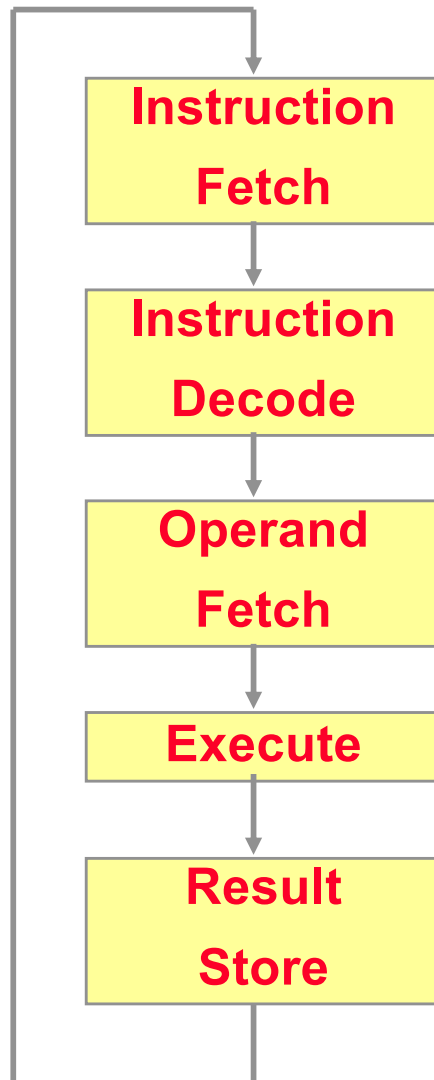 Instruction
Fetch
Instruction
Decode
Operand
Fetch
Execute
Result
Store